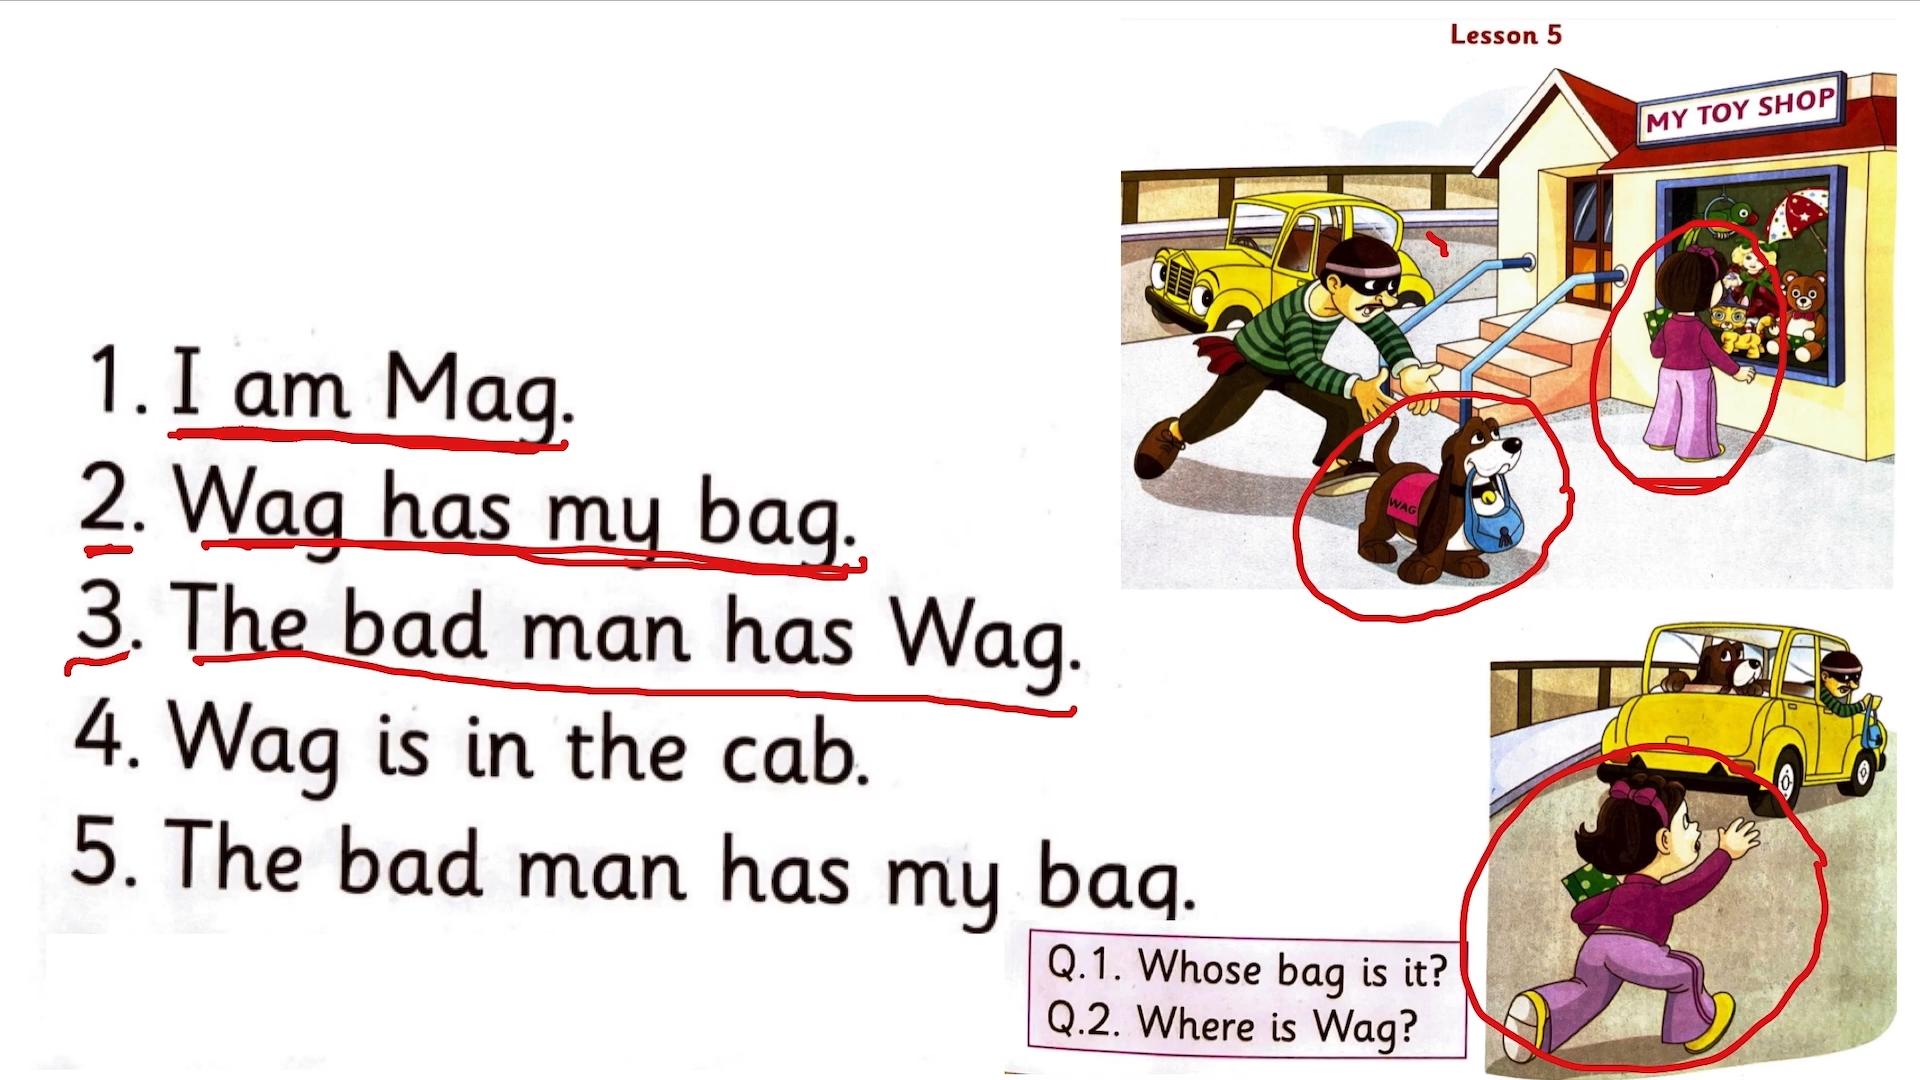 Lesson 5
MY TOY SHOP
WAG
1. I am Mag.
2. Wag has my bag.
3. The bad man has Wag.
4. Wag is in the cab.
5. The bad man has my bag.
Q.1. Whose bag is it?
Q.2. Where is Wag?